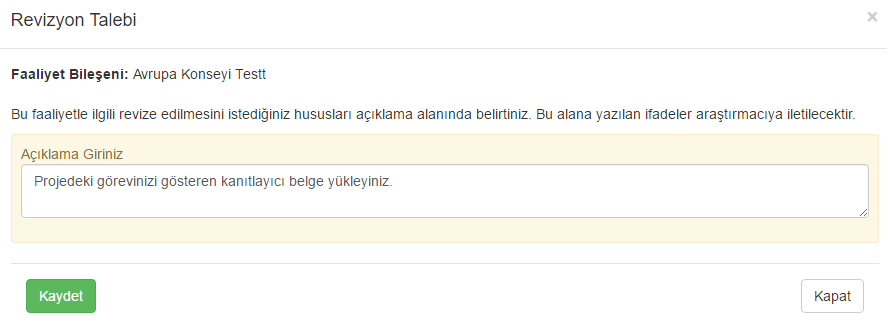 Revizyon Talebi
×
Faaliyet Bileşeni: Avrupa Konseyi Testt
Bu faaliyetle ilgili revize edilmesini istediğiniz hususları açıklama alanında belirtiniz. Bu alana yazılan ifadeler araştırmacıya iletilecektir.
Açıklama Giriniz
Projedeki görevinizi gösteren kanıtlayıcı belge yükleyiniz.
Kaydet
Kapat